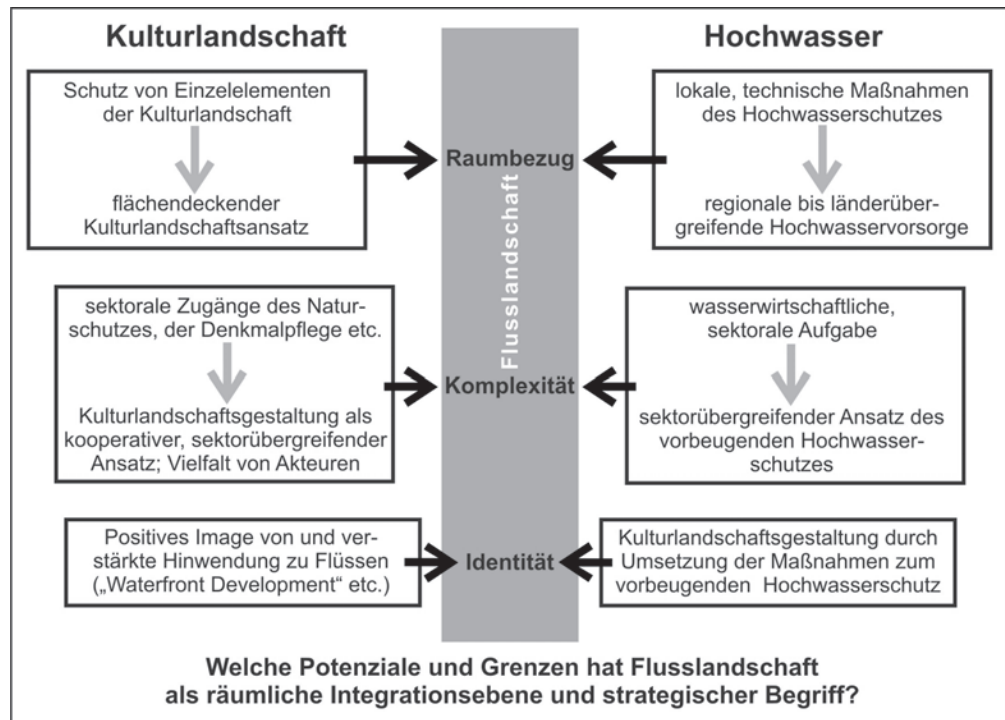 Kulturlandschaft
Hochwasser
Schutz von Einzelelementen
der Kulturlandschaft
flächendeckender
Kulturlandschaftsansatz
Raumbezug
lokale, technische Maßnahmen
des Hochwasserschutzes
regionale bis länderüber-
greifende Hochwasservorsorge
Flusslandschaft
sektorale Zugänge des Natur-
schutzes, der Denkmalpflege etc.
Kulturlandschaftsgestaltung als
kooperativer, sektorübergreifender
Ansatz; Vielfalt von Akteuren
Komplexität
wasserwirtschaftliche,
sektorale Aufgabe
sektorübergreifender Ansatz des
vorbeugenden Hochwasser-
schutzes
Positives Image von und ver-
stärkte Hinwendung zu Flüssen
(„Waterfront Development“ etc.)
Identität
Kulturlandschaftsgestaltung durch
Umsetzung der Maßnahmen zum
vorbeugenden Hochwasserschutz
Welche Potenziale und Grenzen hat Flusslandschaft
als räumliche Integrationsebene und strategischer Begriff?